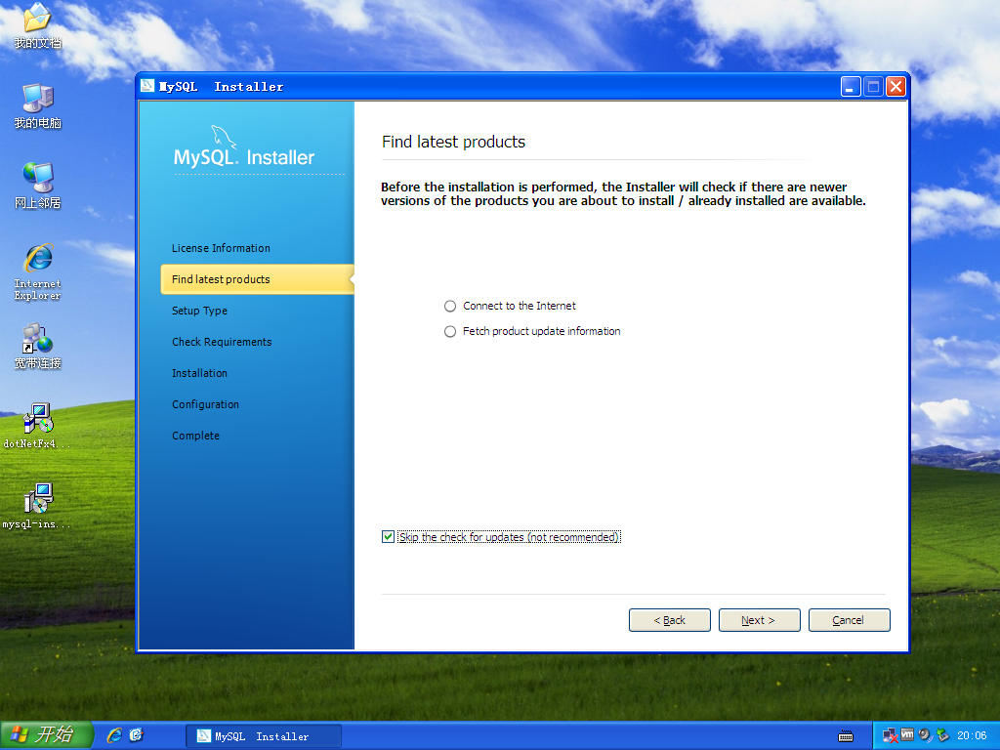 我的文档
我的电脑
网上邻居
Internet
Explorer
宽带连接
dotNetFx4...
mysql-ins...
MySQL Installer
MySQL. Installer
License Information
Find latest products
Setup Type
Check Requirements
Installation
Configuration
Complete
Find latest products
Before the installation is performed, the Installer will check if there are newer
versions of the products you are about to install / already installed are available.
Connect to the Internet
Fetch product update information
Skip the check for updates (not recommended)
< Back
Next >
Cancel
开始
MySQL Installer
vm
20:06